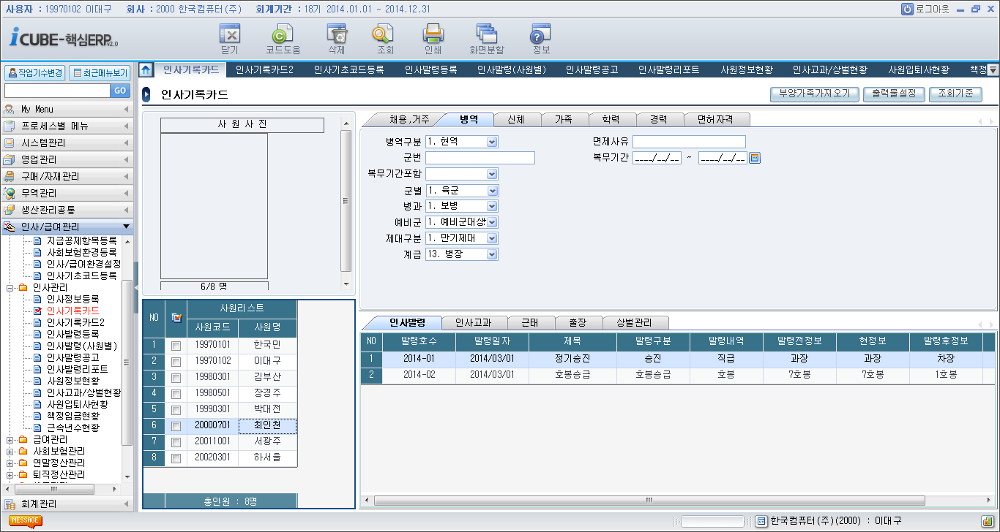 사용자 : 19970102 이대구 회사 : 2000 한국컴퓨터(주) 회계기간 : 18기 2014.01.01 ~ 2014.12.31 로그아웃
iCUBE-핵심ERP v2.0
닫기 코드도움 삭제 조회 인쇄 화면분할 정보
작업기수변경 최근메뉴보기
인사기록카드 인사기록카드2 인사기초코드등록 인사발령등록 인사발령(사원별) 인사발령공고 인사발령리포트 사원정보현황 인사고과/상벌현황 사원입퇴사현황 책정
GO
인사기록카드
부양가족가져오기 출력물설정 조회기준
My Menu
프로세스별 메뉴
시스템관리
영업관리
구매/자재관리
무역관리
생산관리공통
인사/급여관리
지급공제항목등록
사회보험환경등록
인사/급여환경설정
인사기초코드등록
인사관리
인사정보등록
인사기록카드
인사기록카드2
인사발령등록
인사발령(사원별)
인사발령공고
인사발령리포트
사원정보현황
인사고과/상벌현황
사원입퇴사현황
책정임금현황
근속년수현황
급여관리
사회보험관리
연말정산관리
퇴직정산관리
회계관리
MESSAGE
사 원 사 진
6/8 명
NO 사원리스트
사원코드 사원명
1 19970101 한국민
2 19970102 이대구
3 19980301 김부산
4 19980501 장경주
5 19990301 박대전
6 20000701 최인천
7 20011001 서광주
8 20020301 하서울
총인원 : 8명
채용,거주 병역 신체 가족 학력 경력 면허자격
병역구분 1. 현역 면제사유
군번 복무기간 ____/__/__ ~ ____/__/__
복무기간포함
군별 1. 육군
병과 1. 보병
예비군 1. 예비군대상
제대구분 1. 만기제대
계급 13. 병장
인사발령 인사고과 근태 출장 상벌관리
NO 발령호수 발령일자 제목 발령구분 발령내역 발령전정보 현정보 발령후정보
1 2014-01 2014/03/01 정기승진 승진 직급 과장 과장 차장
2 2014-02 2014/03/01 호봉승급 호봉승급 호봉 7호봉 7호봉 1호봉
한국컴퓨터(주)(2000) : 이대구